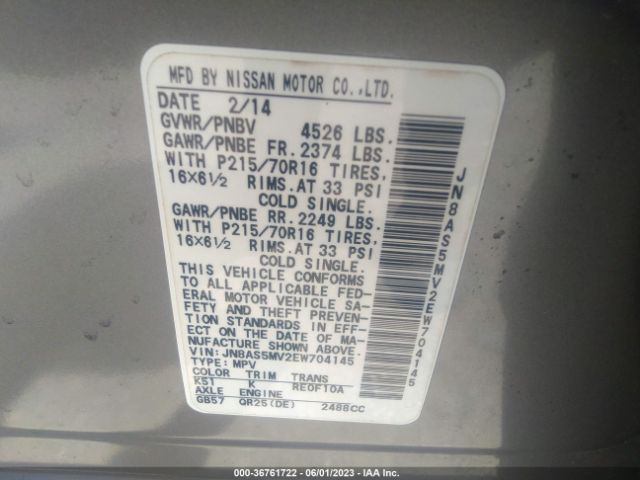 MFD BY NISSAN MOTOR CO.,LTD.
DATE 2/14
GVWR/PNBV 4526 LBS.
GAWR/PNBE FR. 2374 LBS.
WITH P215/70R16 TIRES,
16X6½ RIMS.AT 33 PSI
COLD SINGLE.
GAWR/PNBE RR. 2249 LBS.
WITH P215/70R16 TIRES,
16X6½ RIMS.AT 33 PSI
COLD SINGLE.
THIS VEHICLE CONFORMS
TO ALL APPLICABLE FED-
ERAL MOTOR VEHICLE SA-
FETY AND THEFT PREVEN-
TION STANDARDS IN EFF-
ECT ON THE DATE OF MA-
NUFACTURE SHOWN ABOVE.
VIN: JN8AS5MV2EW704145
TYPE: MPV
COLOR TRIM TRANS
K51 K RE0F10A
AXLE ENGINE
GB57 QR25(DE) 2488CC
JN8AS5MV2EW704145
000-36761722 - 06/01/2023 - IAA Inc.